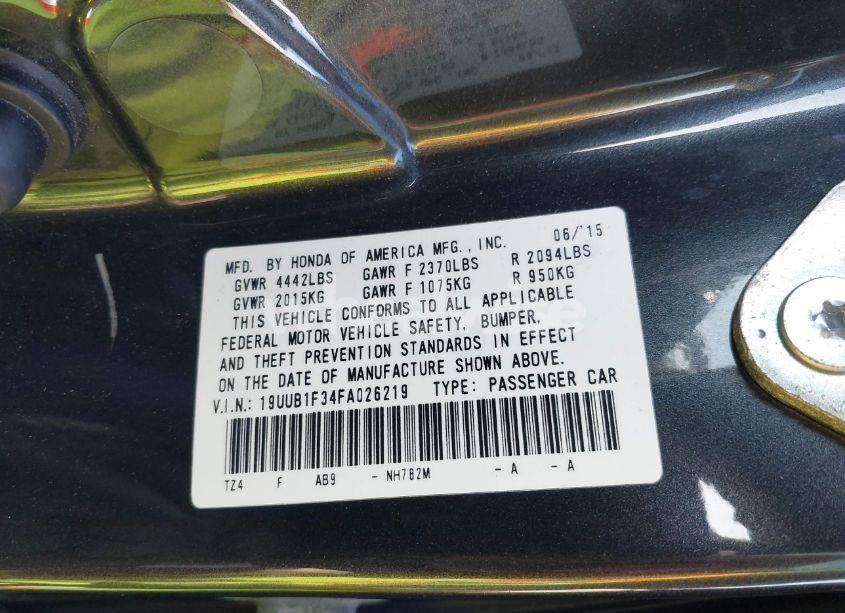 MFD. BY HONDA OF AMERICA MFG., INC. 06/'15
GVWR 4442LBS GAWR F 2370LBS R 2094LBS
GVWR 2015KG GAWR F 1075KG R 950KG
THIS VEHICLE CONFORMS TO ALL APPLICABLE
FEDERAL MOTOR VEHICLE SAFETY, BUMPER,
AND THEFT PREVENTION STANDARDS IN EFFECT
ON THE DATE OF MANUFACTURE SHOWN ABOVE.
V.I.N.: 19UUB1F34FA026219 TYPE: PASSENGER CAR
TZ4 F AB9 - NH782M - A - A